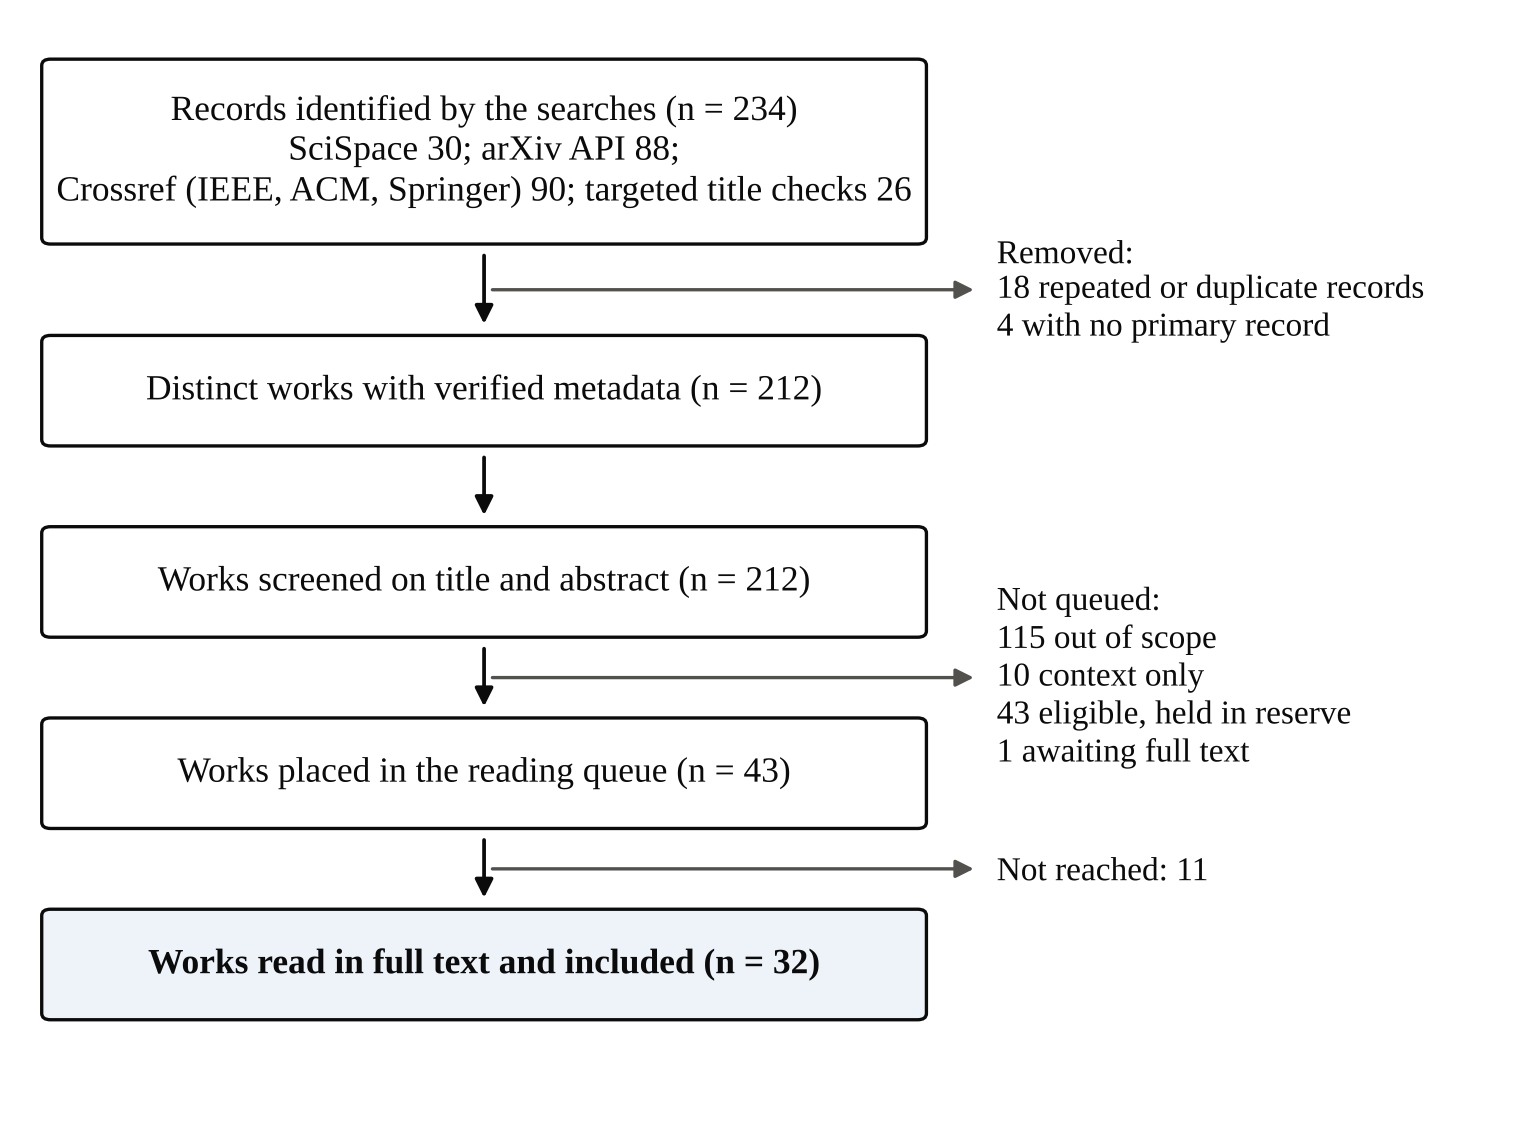 Records identified by the searches (n = 234)
SciSpace 30; arXiv API 88;
Crossref (IEEE, ACM, Springer) 90; targeted title checks 26
Removed:
18 repeated or duplicate records
4 with no primary record
Distinct works with verified metadata (n = 212)
Works screened on title and abstract (n = 212)
Not queued:
115 out of scope
10 context only
43 eligible, held in reserve
1 awaiting full text
Works placed in the reading queue (n = 43)
Not reached: 11
Works read in full text and included (n = 32)